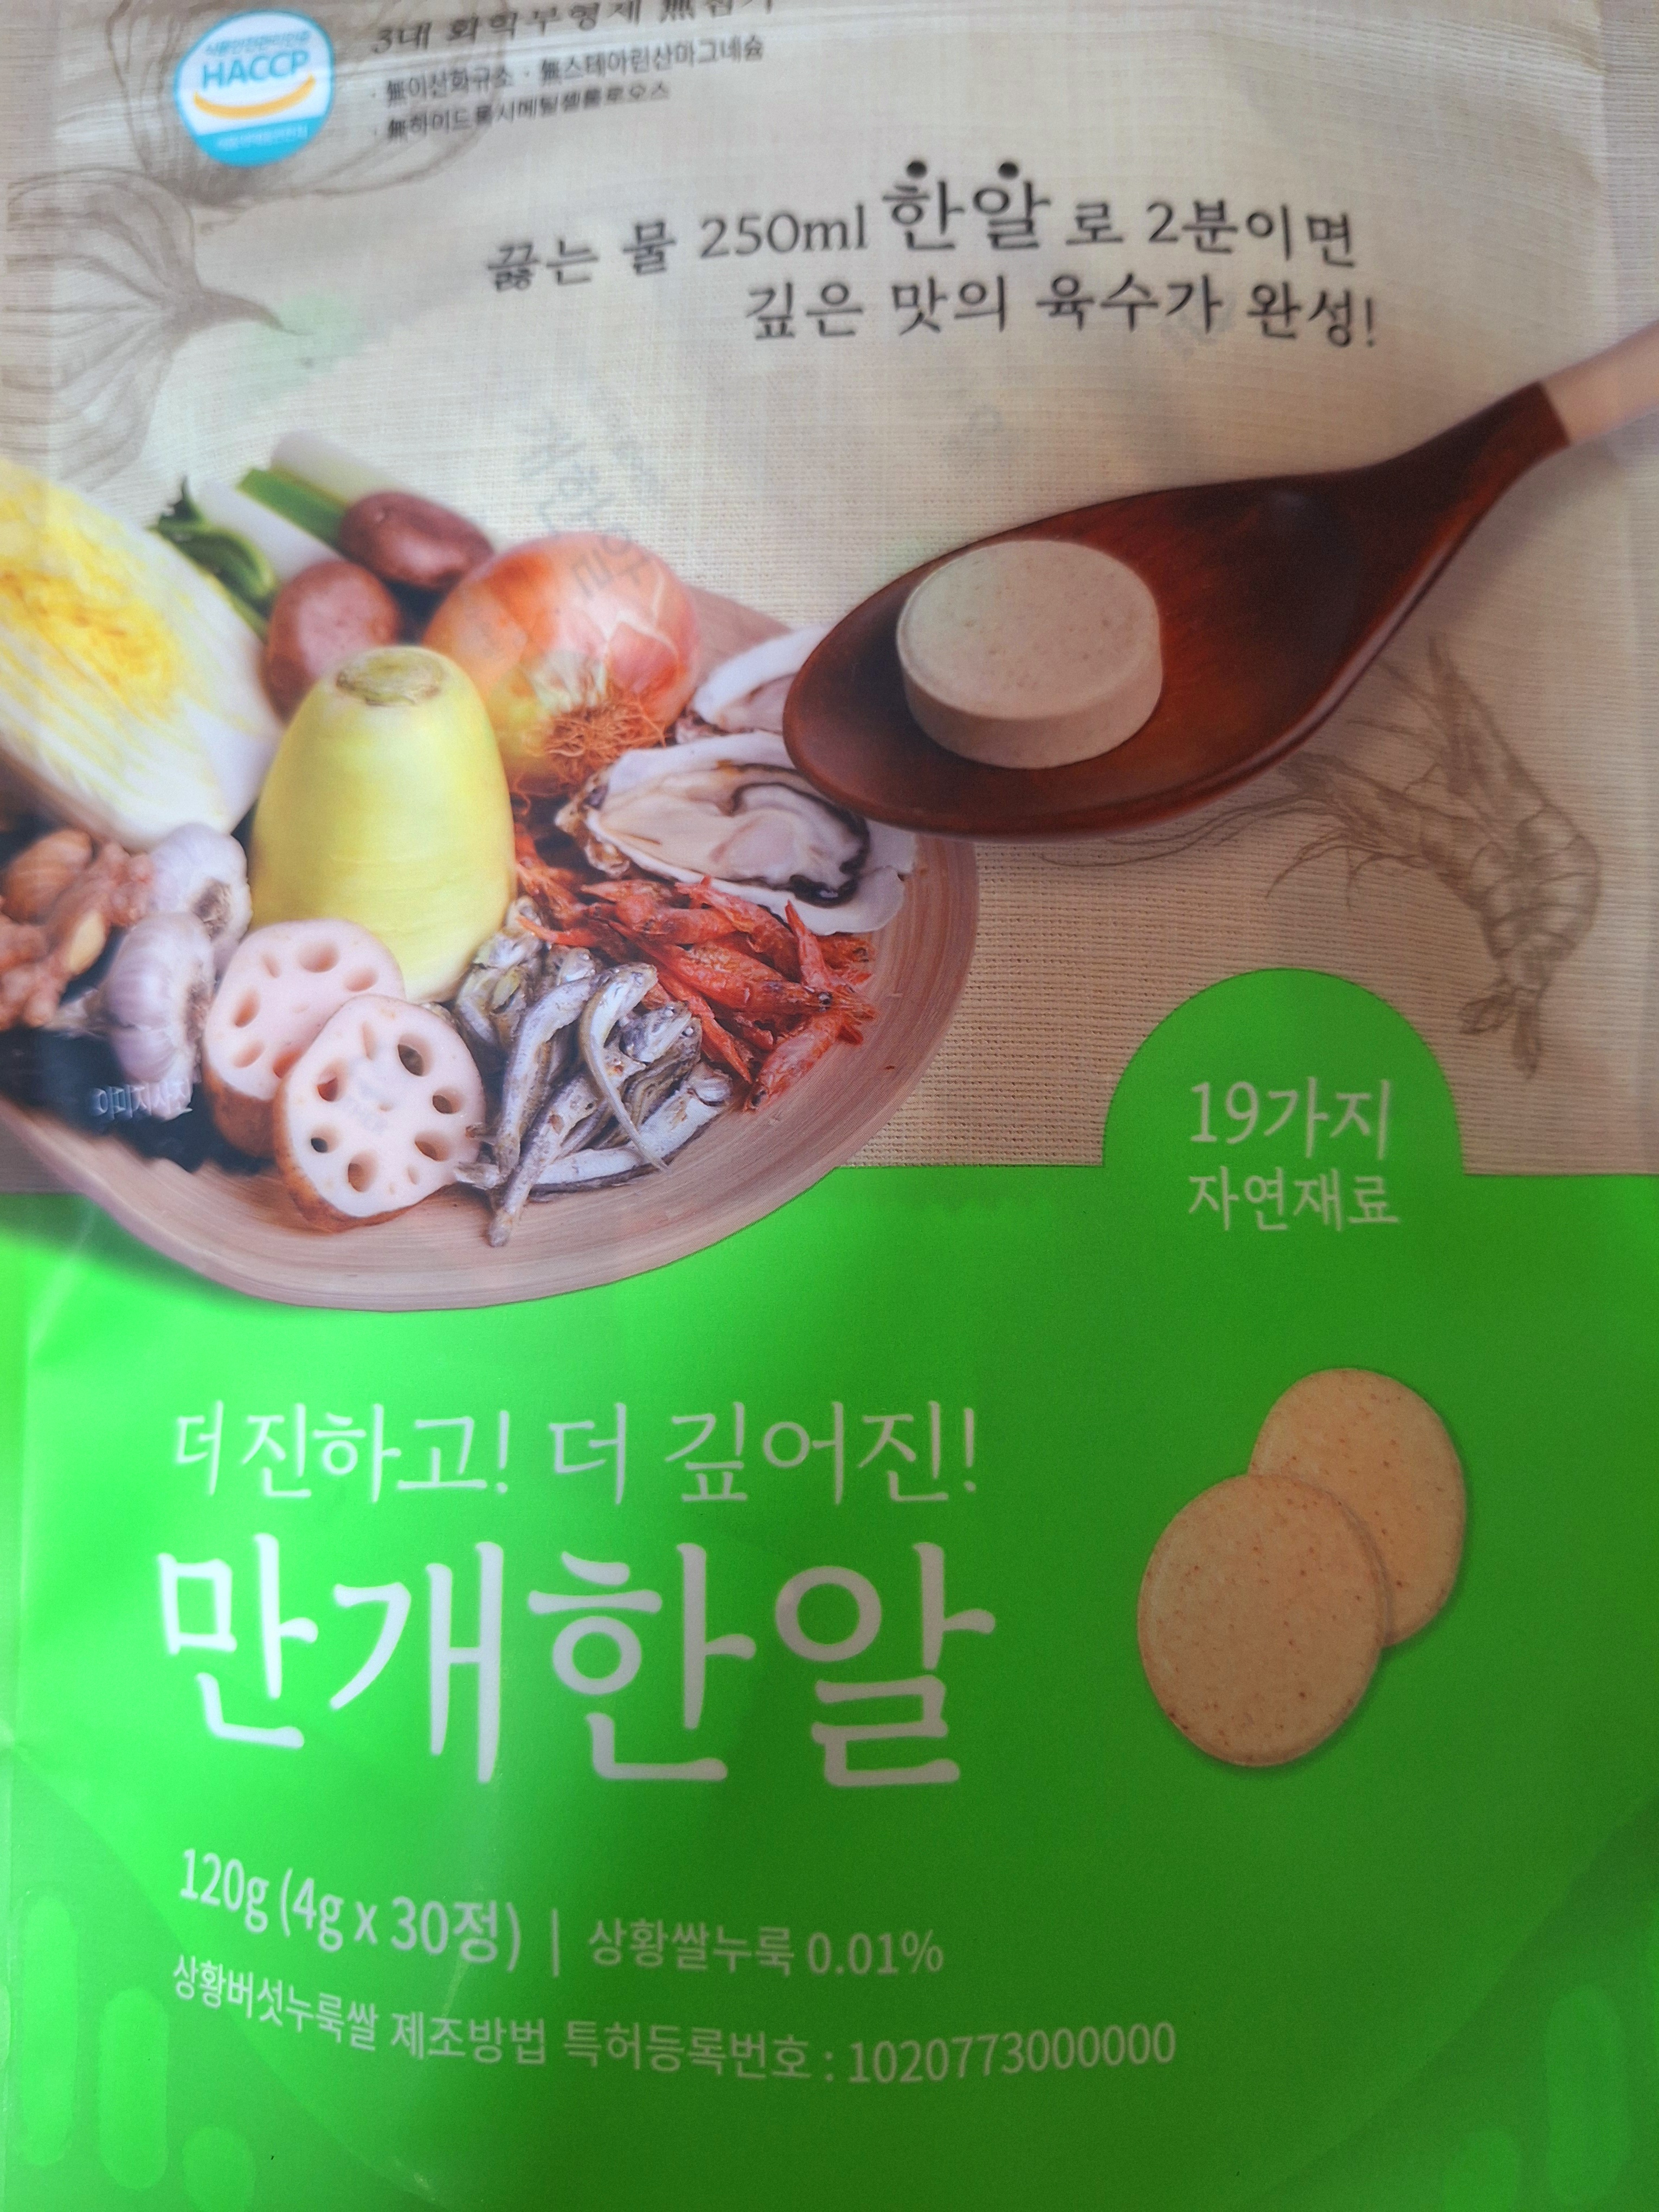 HACCP
3대 화학부형제 無첨가
· 無이산화규소 · 無스테아린산마그네슘
· 無하이드록시메틸셀룰로오스
끓는 물 250ml 한알로 2분이면
깊은 맛의 육수가 완성!
이미지사진
19가지
자연재료
더 진하고! 더 깊어진!
만개한알
120g (4g x 30정) | 상황쌀누룩 0.01%
상황버섯누룩쌀 제조방법 특허등록번호 : 1020773000000